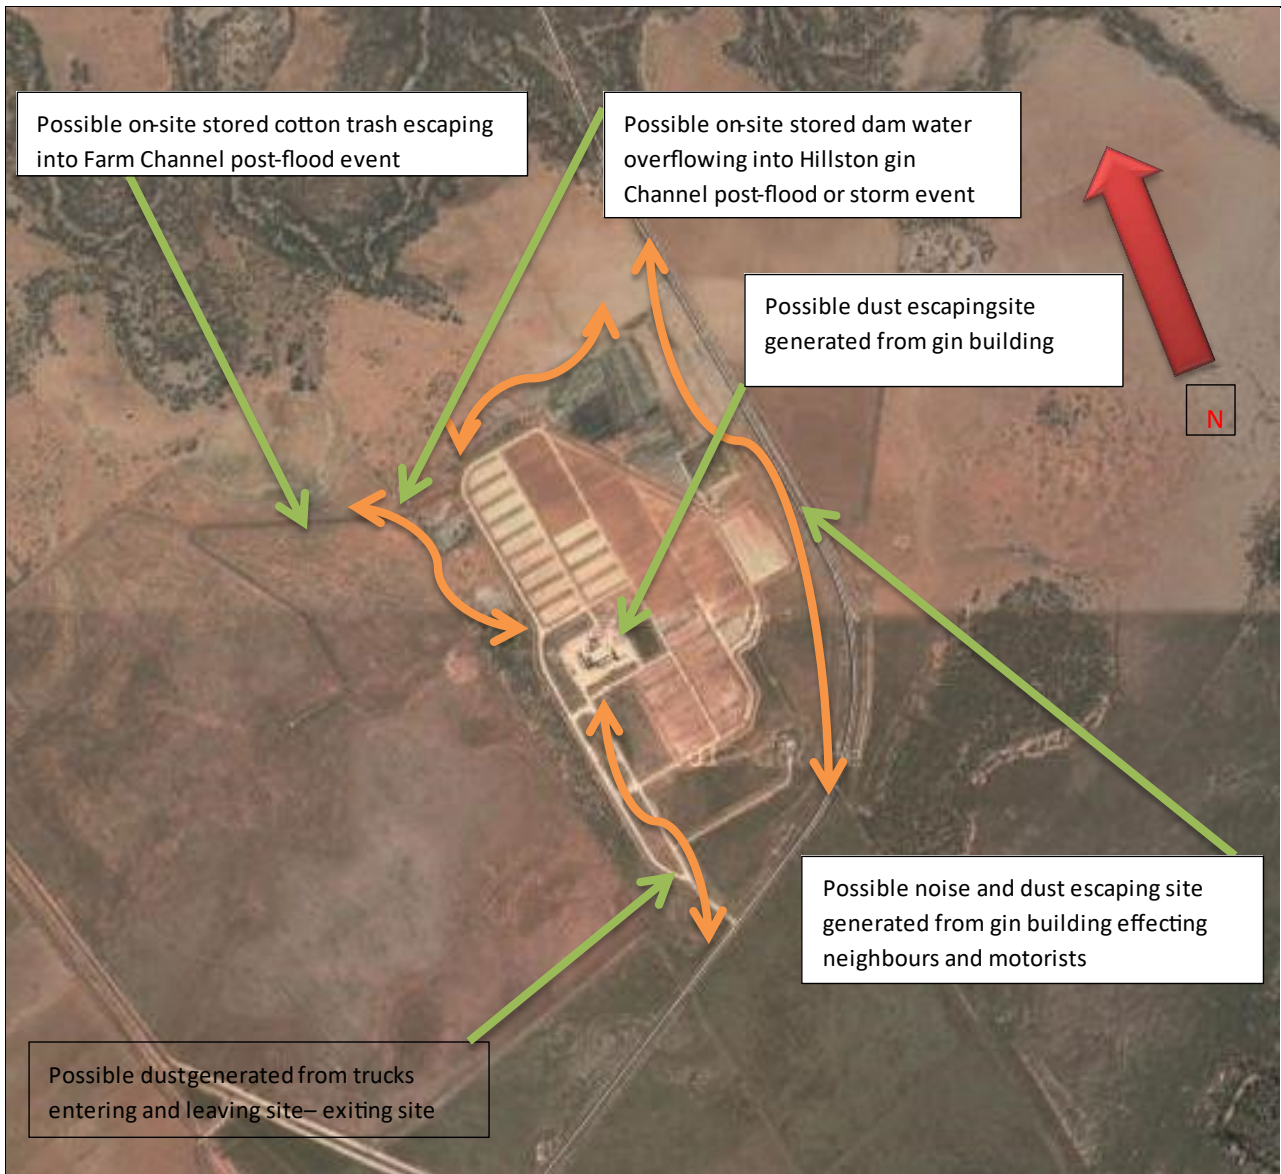 Possible on-site stored cotton trash escaping
into Farm Channel post-flood event
Possible on-site stored dam water
overflowing into Hillston gin
Channel post-flood or storm event
Possible dust escapingsite
generated from gin building
N
Possible noise and dust escaping site
generated from gin building effecting
neighbours and motorists
Possible dustgenerated from trucks
entering and leaving site– exiting site